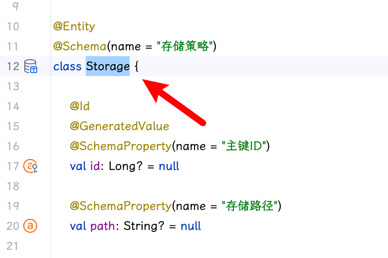 9
10 @Entity
11 @Schema(name = "存储策略")
12 class Storage {
13
14 @Id
15 @GeneratedValue
16 @SchemaProperty(name = "主键ID")
17 val id: Long? = null
18
19 @SchemaProperty(name = "存储路径")
20 val path: String? = null
21